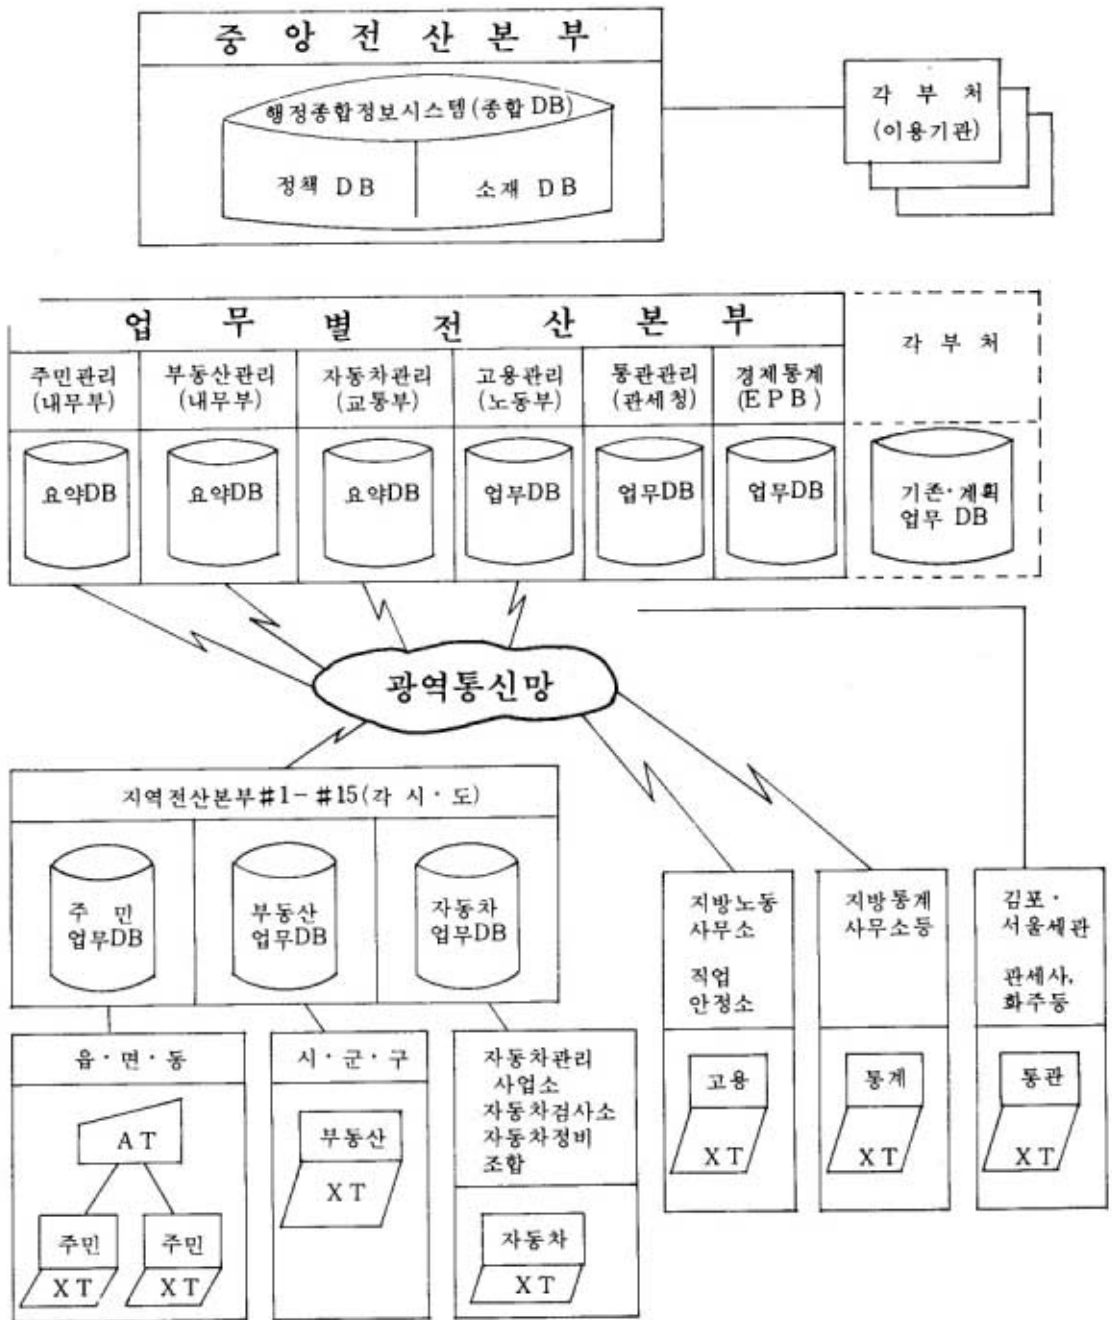 중 앙 전 산 본 부
행정종합정보시스템(종합 DB)
정책 DB
소재 DB
각 부 처
(이용기관)
업 무 별 전 산 본 부
각 부 처
주민관리
(내무부)
부동산관리
(내무부)
자동차관리
(교통부)
고용관리
(노동부)
통관관리
(관세청)
경제통계
(EPB)
요약DB
요약DB
요약DB
업무DB
업무DB
업무DB
기존·계획
업무 DB
광역통신망
지역전산본부#1-#15(각 시·도)
주 민
업무DB
부동산
업무DB
자동차
업무DB
지방노동
사무소
직업
안정소
지방통계
사무소등
김포·
서울세관
관세사,
화주등
읍·면·동
AT
주민
XT
주민
XT
시·군·구
부동산
XT
자동차관리
사업소
자동차검사소
자동차정비
조합
자동차
XT
고용
XT
통계
XT
통관
XT